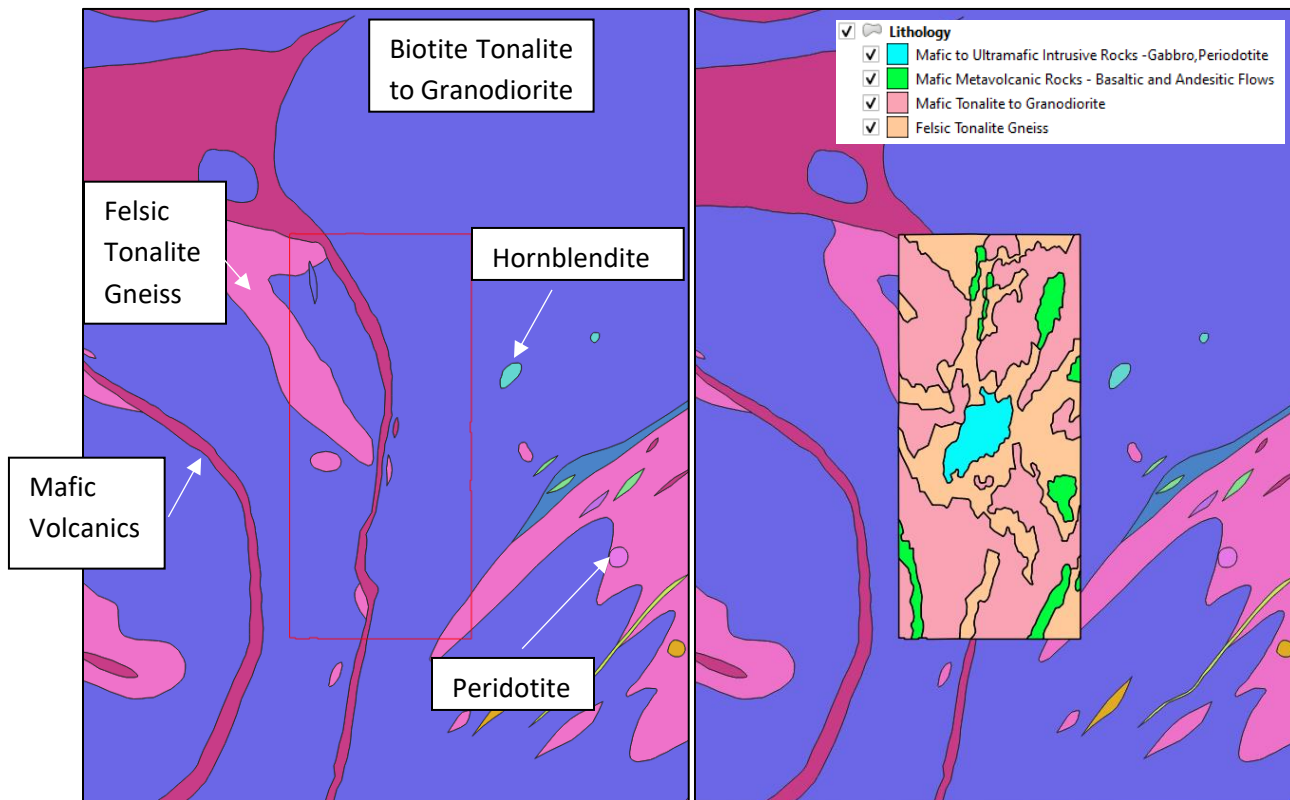 Biotite Tonalite
to Granodiorite
Lithology
Mafic to Ultramafic Intrusive Rocks -Gabbro,Periodotite
Mafic Metavolcanic Rocks - Basaltic and Andesitic Flows
Mafic Tonalite to Granodiorite
Felsic Tonalite Gneiss
Felsic
Tonalite
Gneiss
Hornblendite
Mafic
Volcanics
Peridotite